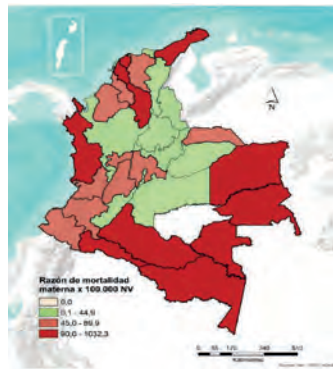 N
Razón de mortalidad
materna x 100.000 NV
0,0
0,1 - 44,9
45,0 - 89,9
90,0 - 1032,3